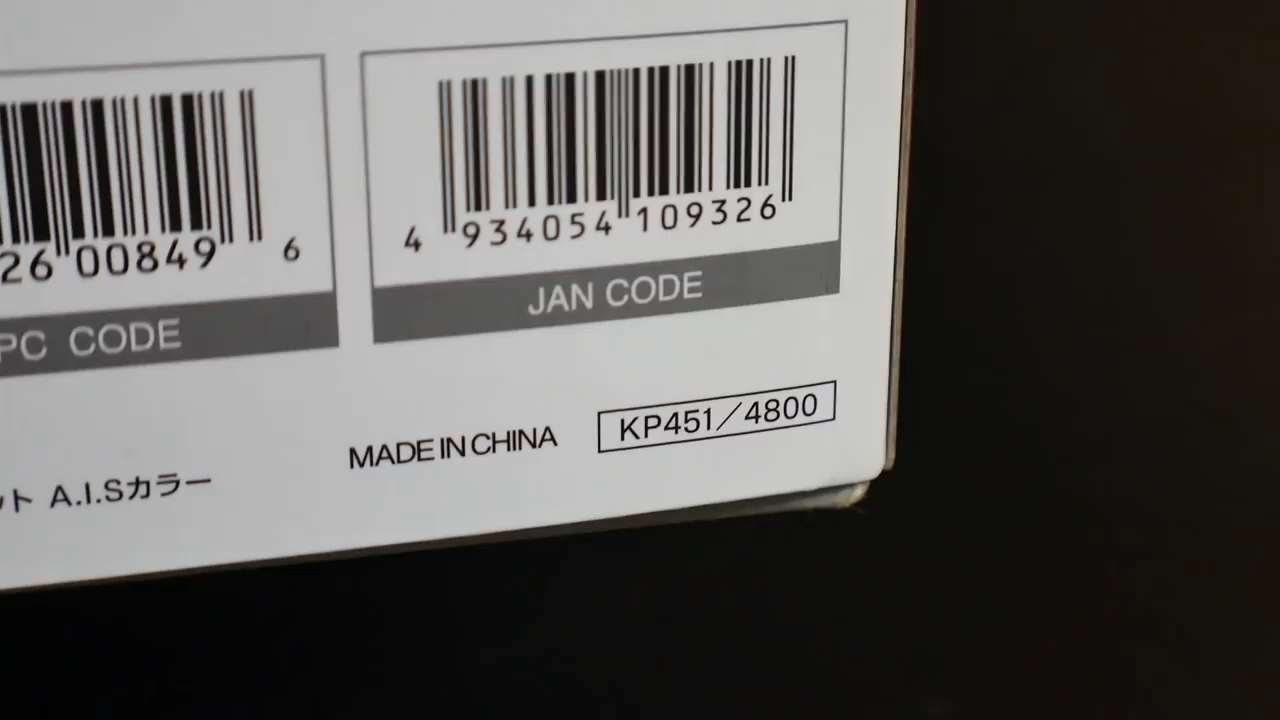 26 00849 6
4 934054 109326
PC CODE
JAN CODE
MADE IN CHINA
KP451/4800
ット A.I.Sカラー